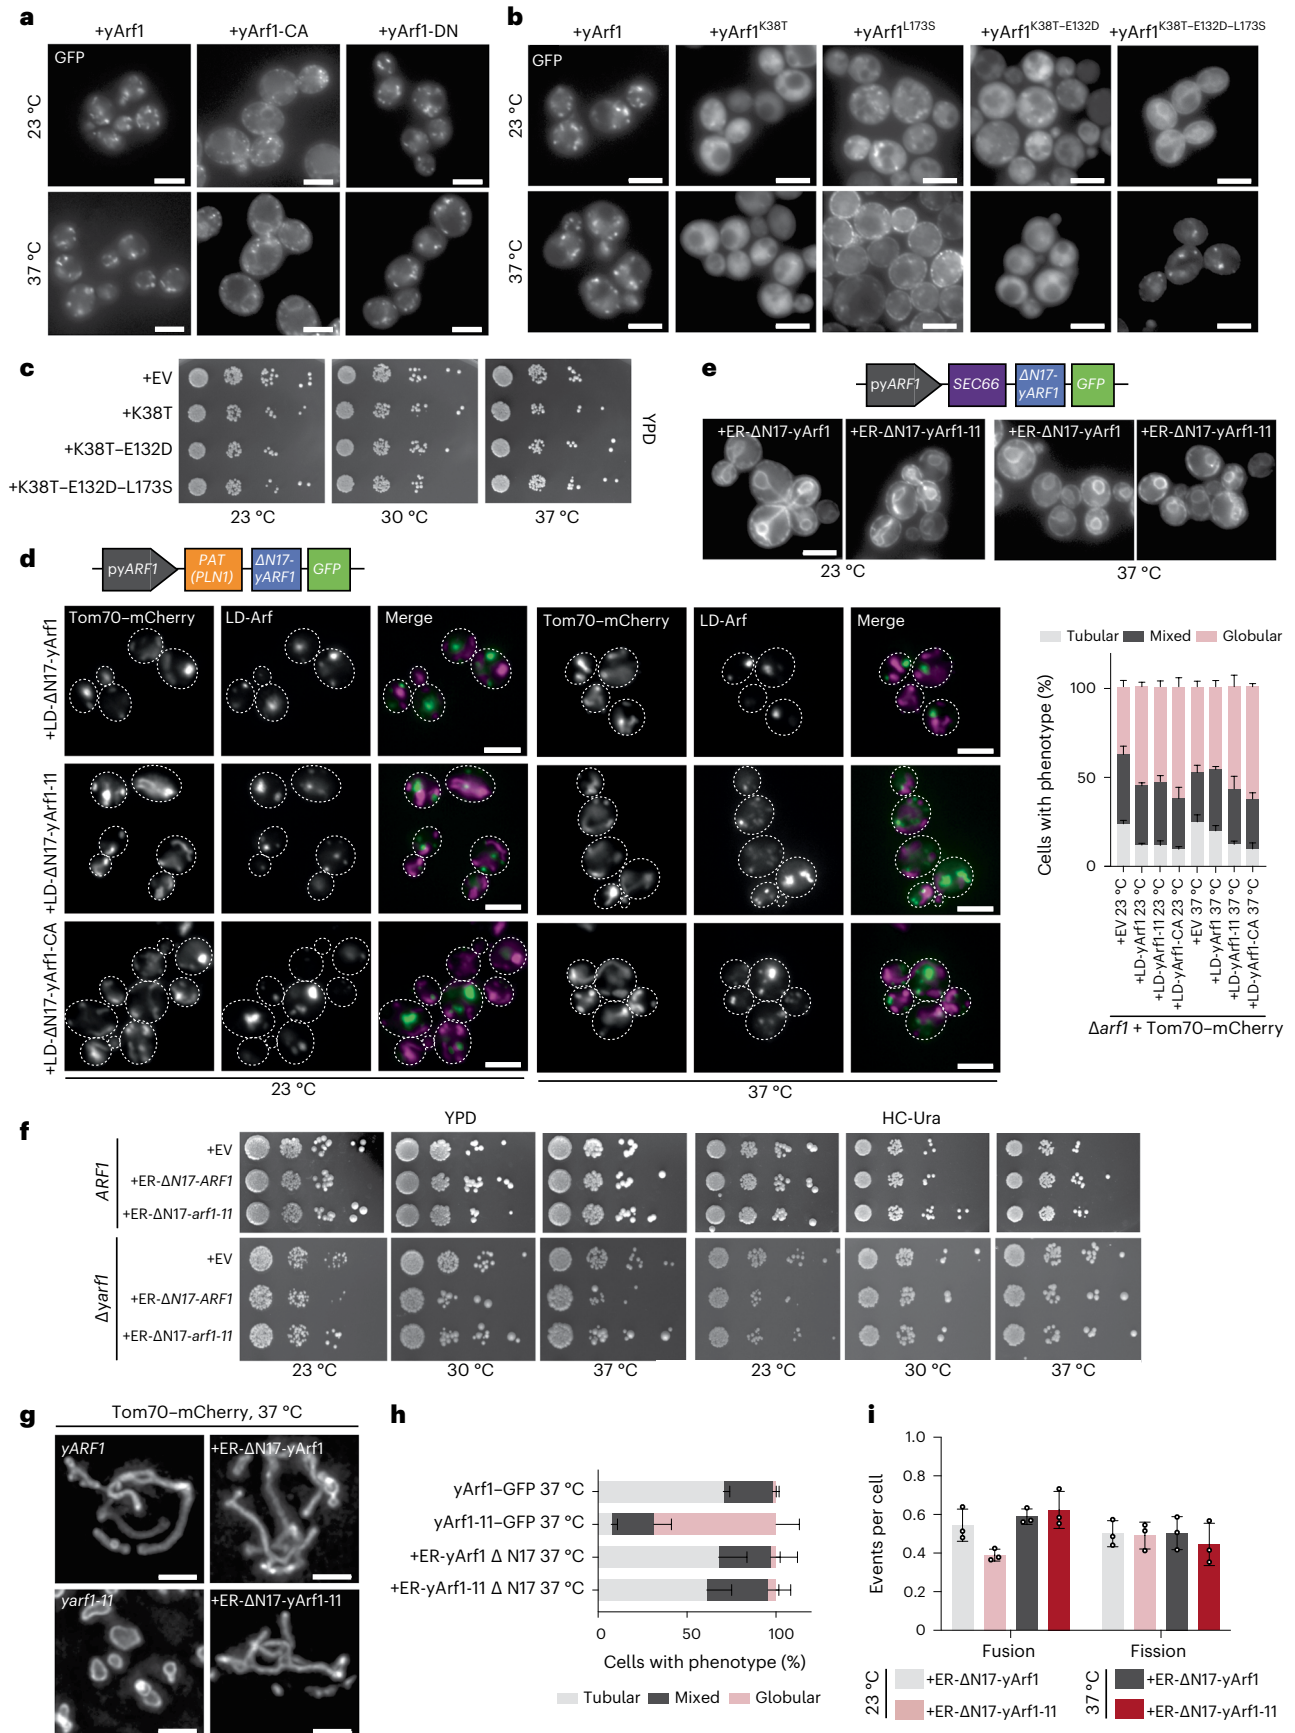 a
+yArf1
+yArf1-CA
+yArf1-DN
GFP
23 °C
37 °C
b
+yArf1
+yArf1K38T
+yArf1L173S
+yArf1K38T–E132D
+yArf1K38T–E132D–L173S
GFP
23 °C
37 °C
c
+EV
+K38T
+K38T–E132D
+K38T–E132D–L173S
23 °C
30 °C
37 °C
YPD
e
pyARF1
SEC66
ΔN17-
yARF1
GFP
+ER-ΔN17-yArf1
+ER-ΔN17-yArf1-11
+ER-ΔN17-yArf1
+ER-ΔN17-yArf1-11
23 °C
37 °C
d
pyARF1
PAT
(PLN1)
ΔN17-
yARF1
GFP
Tom70–mCherry
LD-Arf
Merge
Tom70–mCherry
LD-Arf
Merge
+LD-ΔN17-yArf1
+LD-ΔN17-yArf1-11
+LD-ΔN17-yArf1-CA
23 °C
37 °C
Tubular
Mixed
Globular
Cells with phenotype (%)
100
50
0
+EV 23 °C
+LD-yArf1 23 °C
+LD-yArf1-11 23 °C
+LD-yArf1-CA 23 °C
+EV 37 °C
+LD-yArf1 37 °C
+LD-yArf1-11 37 °C
+LD-yArf1-CA 37 °C
Δarf1 + Tom70–mCherry
f
YPD
HC-Ura
ARF1
+EV
+ER-ΔN17-ARF1
+ER-ΔN17-arf1-11
Δyarf1
+EV
+ER-ΔN17-ARF1
+ER-ΔN17-arf1-11
23 °C
30 °C
37 °C
23 °C
30 °C
37 °C
g
Tom70–mCherry, 37 °C
yARF1
+ER-ΔN17-yArf1
yarf1-11
+ER-ΔN17-yArf1-11
h
yArf1–GFP 37 °C
yArf1-11–GFP 37 °C
+ER-yArf1 Δ N17 37 °C
+ER-yArf1-11 Δ N17 37 °C
0
50
100
Cells with phenotype (%)
Tubular
Mixed
Globular
i
Events per cell
1.0
0.8
0.6
0.4
0.2
0
Fusion
Fission
23 °C
+ER-ΔN17-yArf1
+ER-ΔN17-yArf1-11
37 °C
+ER-ΔN17-yArf1
+ER-ΔN17-yArf1-11